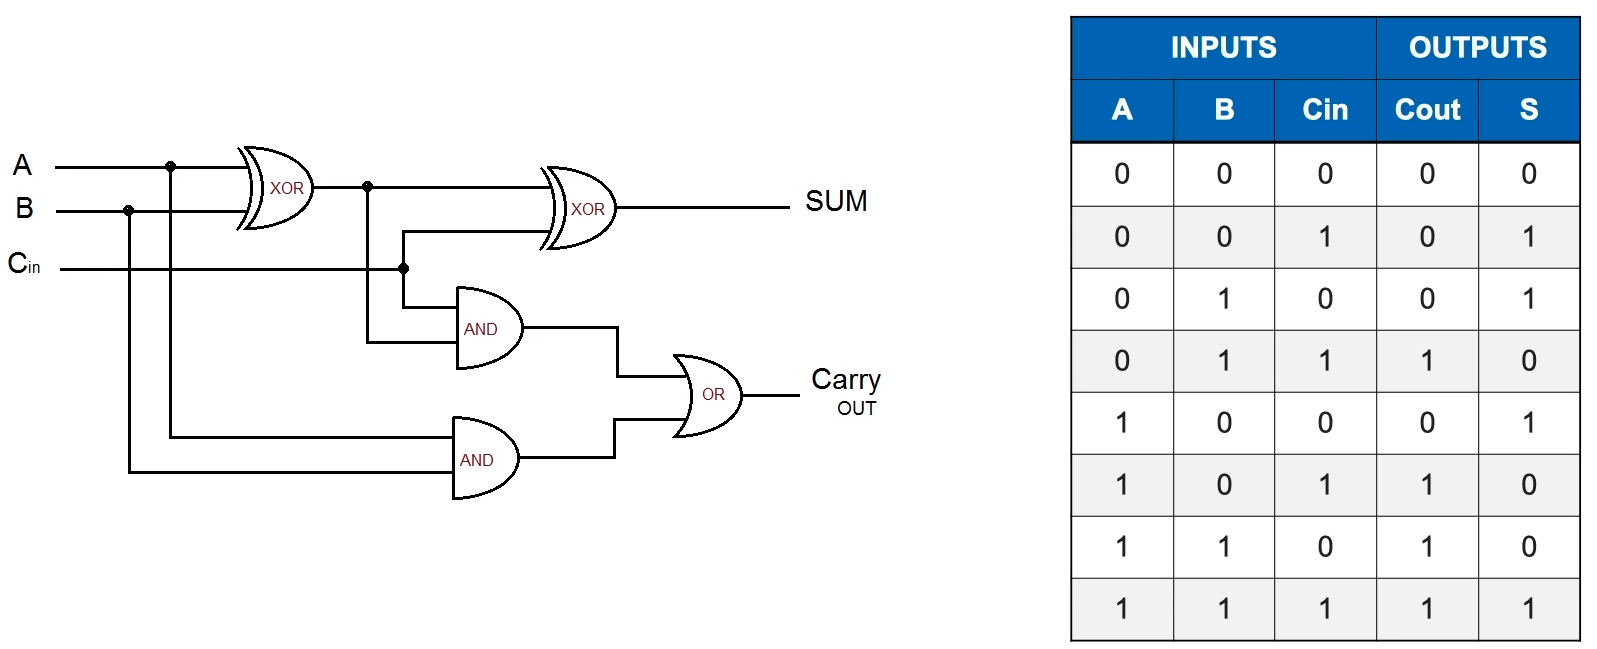 A
B
Cin
XOR
XOR
SUM
AND
AND
OR
Carry
OUT
INPUTS OUTPUTS
A B Cin Cout S
0 0 0 0 0
0 0 1 0 1
0 1 0 0 1
0 1 1 1 0
1 0 0 0 1
1 0 1 1 0
1 1 0 1 0
1 1 1 1 1